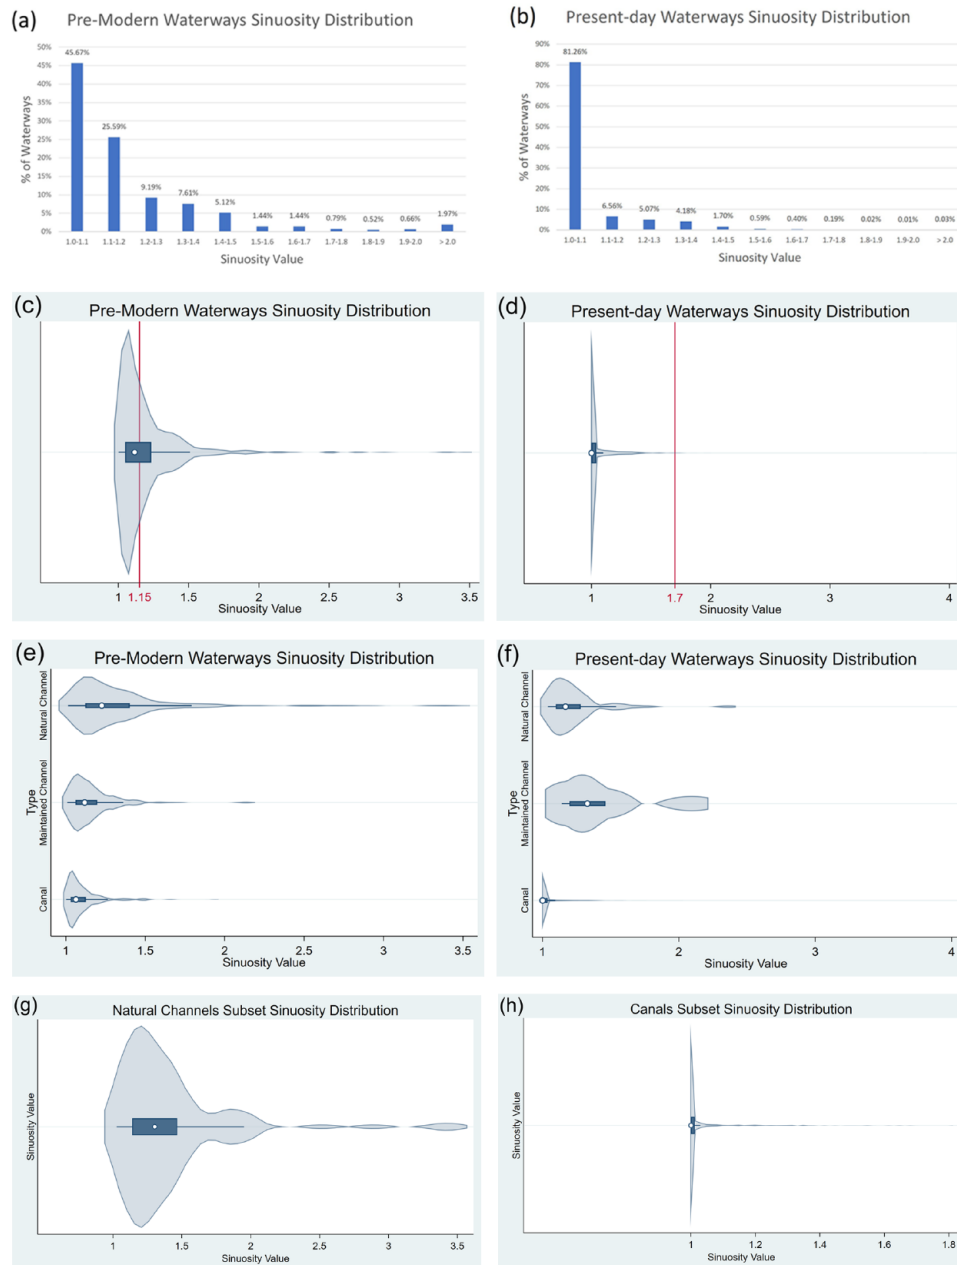 (a)
Pre-Modern Waterways Sinuosity Distribution
50%
45%
40%
35%
30%
25%
20%
15%
10%
5%
0%
% of Waterways
45.67%
25.59%
9.19%
7.61%
5.12%
1.44%
1.44%
0.79%
0.52%
0.66%
1.97%
1.0-1.1
1.1-1.2
1.2-1.3
1.3-1.4
1.4-1.5
1.5-1.6
1.6-1.7
1.7-1.8
1.8-1.9
1.9-2.0
> 2.0
Sinuosity Value
(b)
Present-day Waterways Sinuosity Distribution
90%
80%
70%
60%
50%
40%
30%
20%
10%
0%
% of Waterways
81.26%
6.56%
5.07%
4.18%
1.70%
0.59%
0.40%
0.19%
0.02%
0.01%
0.03%
1.0-1.1
1.1-1.2
1.2-1.3
1.3-1.4
1.4-1.5
1.5-1.6
1.6-1.7
1.7-1.8
1.8-1.9
1.9-2.0
> 2.0
Sinuosity Value
(c)
Pre-Modern Waterways Sinuosity Distribution
1 1.15 1.5 2 2.5 3 3.5
Sinuosity Value
(d)
Present-day Waterways Sinuosity Distribution
1 1.7 2 3 4
Sinuosity Value
(e)
Pre-Modern Waterways Sinuosity Distribution
Type
Natural Channel
Maintained Channel
Canal
1 1.5 2 2.5 3 3.5
Sinuosity Value
(f)
Present-day Waterways Sinuosity Distribution
Type
Natural Channel
Maintained Channel
Canal
1 2 3 4
Sinuosity Value
(g)
Natural Channels Subset Sinuosity Distribution
Sinuosity Value
1 1.5 2 2.5 3 3.5
Sinuosity Value
(h)
Canals Subset Sinuosity Distribution
Sinuosity Value
1 1.2 1.4 1.6 1.8
Sinuosity Value